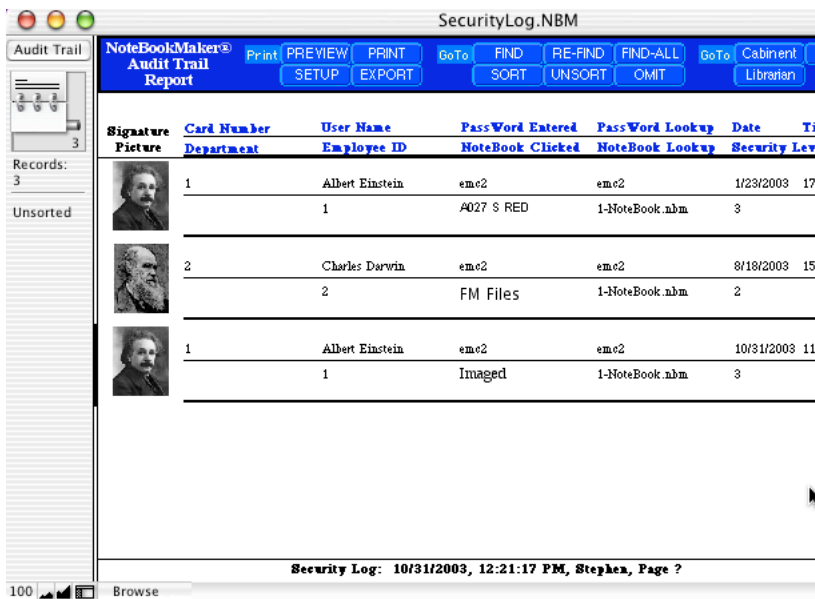 SecurityLog.NBM
Audit Trail
3
Records:
3
Unsorted
NoteBookMaker®
Audit Trail
Report
Print PREVIEW PRINT GoTo FIND RE-FIND FIND-ALL GoTo Cabinent
SETUP EXPORT SORT UNSORT OMIT Librarian
Signature Card Number User Name PassWord Entered PassWord Lookup Date Ti
Picture Department Employee ID NoteBook Clicked NoteBook Lookup Security Lev
1 Albert Einstein emc2 emc2 1/23/2003 17
1 A027 S RED 1-NoteBook.nbm 3
2 Charles Darwin emc2 emc2 8/18/2003 15
2 FM Files 1-NoteBook.nbm 2
1 Albert Einstein emc2 emc2 10/31/2003 11
1 Imaged 1-NoteBook.nbm 3
Security Log: 10/31/2003, 12:21:17 PM, Stephen, Page ?
100 Browse